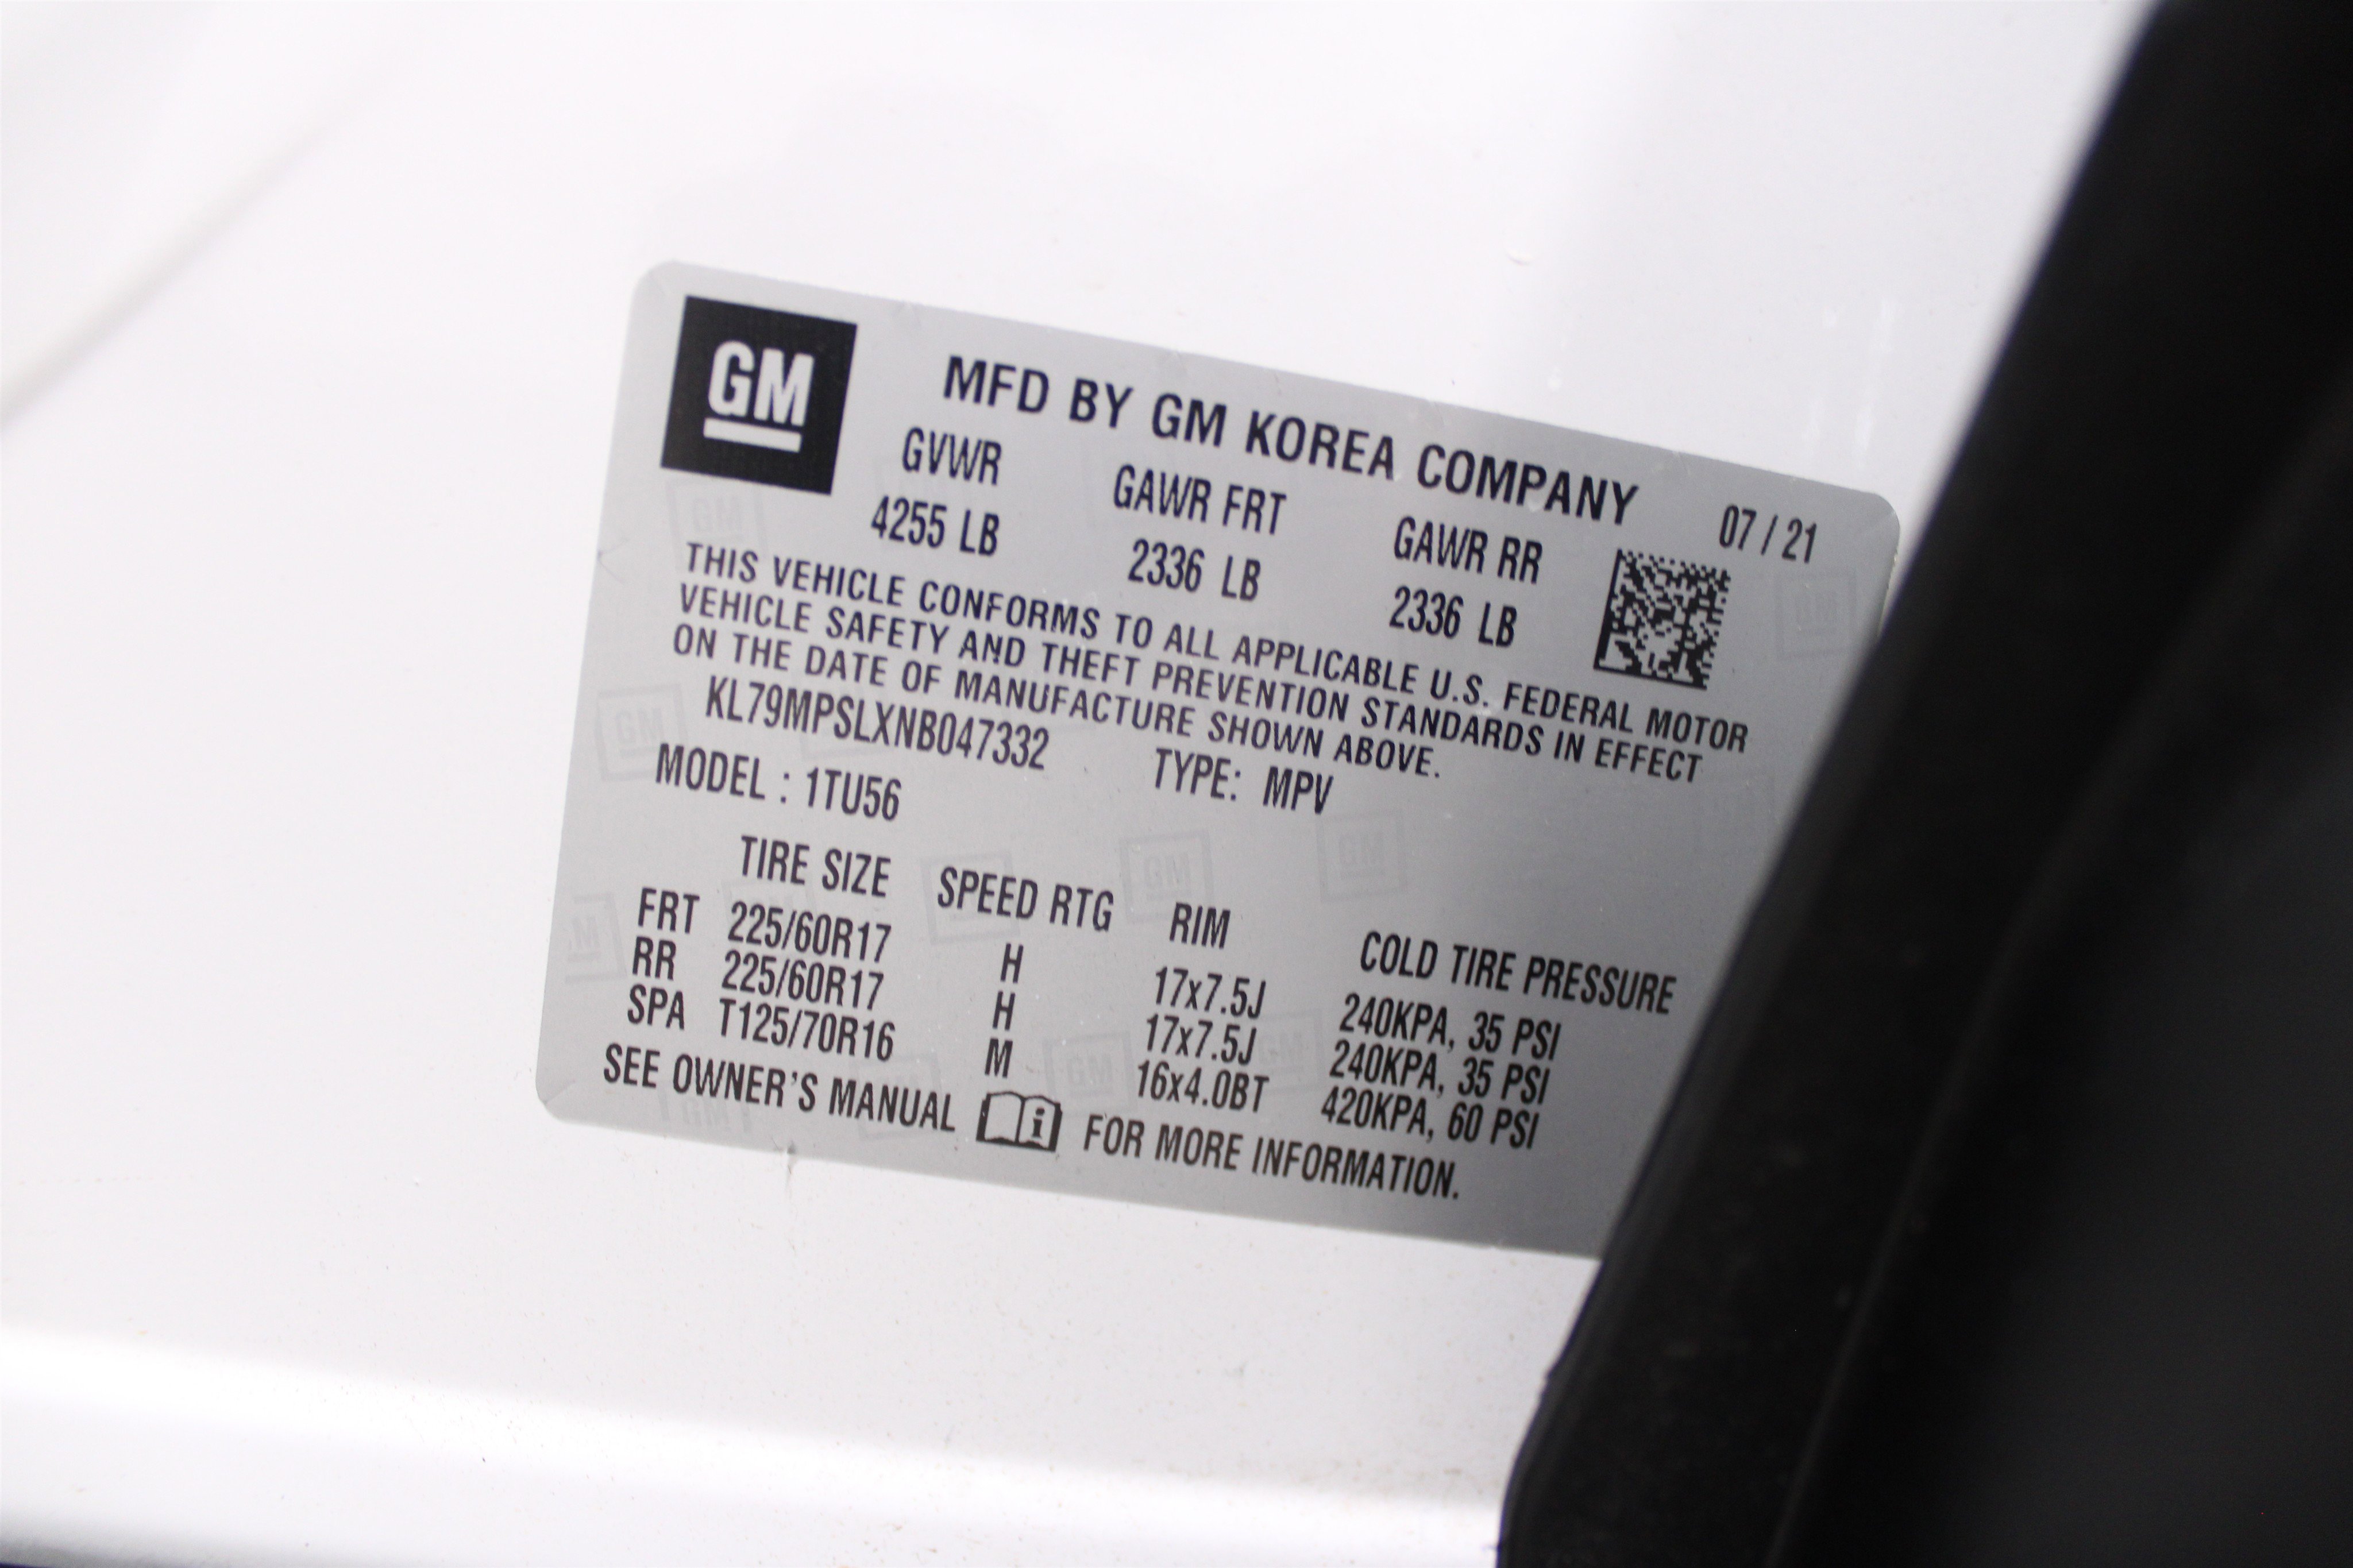 GM
MFD BY GM KOREA COMPANY 07 / 21
GVWR GAWR FRT GAWR RR
4255 LB 2336 LB 2336 LB
THIS VEHICLE CONFORMS TO ALL APPLICABLE U.S. FEDERAL MOTOR
VEHICLE SAFETY AND THEFT PREVENTION STANDARDS IN EFFECT
ON THE DATE OF MANUFACTURE SHOWN ABOVE.
KL79MPSLXNB047332 TYPE: MPV
MODEL : 1TU56
TIRE SIZE SPEED RTG RIM COLD TIRE PRESSURE
FRT 225/60R17 H 17x7.5J 240KPA, 35 PSI
RR 225/60R17 H 17x7.5J 240KPA, 35 PSI
SPA T125/70R16 M 16x4.0BT 420KPA, 60 PSI
SEE OWNER'S MANUAL i FOR MORE INFORMATION.